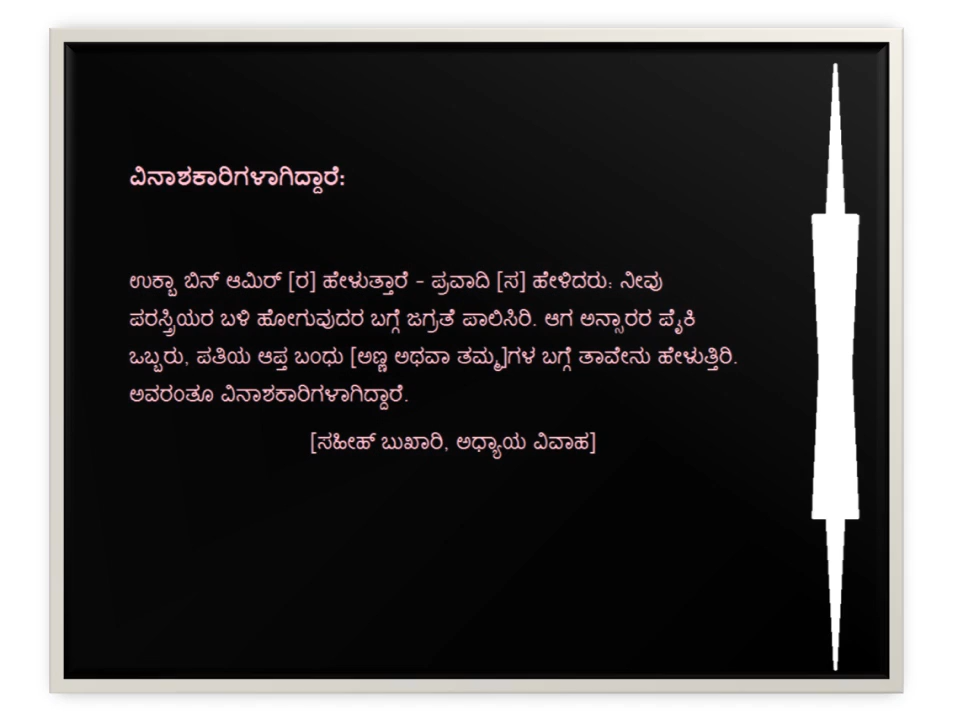 ವಿನಾಶಕಾರಿಗಳಾಗಿದ್ದಾರೆ:
ಉಕ್ಬಾ ಬಿನ್ ಆಮಿರ್ [ರ] ಹೇಳುತ್ತಾರೆ – ಪ್ರವಾದಿ [ಸ] ಹೇಳಿದರು: ನೀವು
ಪರಸ್ತ್ರಿಯರ ಬಳಿ ಹೋಗುವುದರ ಬಗ್ಗೆ ಜಗ್ರತೆ ಪಾಲಿಸಿರಿ. ಆಗ ಅನ್ಸಾರರ ಪೈಕಿ
ಒಬ್ಬರು, ಪತಿಯ ಆಪ್ತ ಬಂಧು [ಅಣ್ಣ ಅಥವಾ ತಮ್ಮ]ಗಳ ಬಗ್ಗೆ ತಾವೇನು ಹೇಳುತ್ತಿರಿ.
ಅವರಂತೂ ವಿನಾಶಕಾರಿಗಳಾಗಿದ್ದಾರೆ.
[ಸಹೀಹ್ ಬುಖಾರಿ, ಅಧ್ಯಾಯ ವಿವಾಹ]